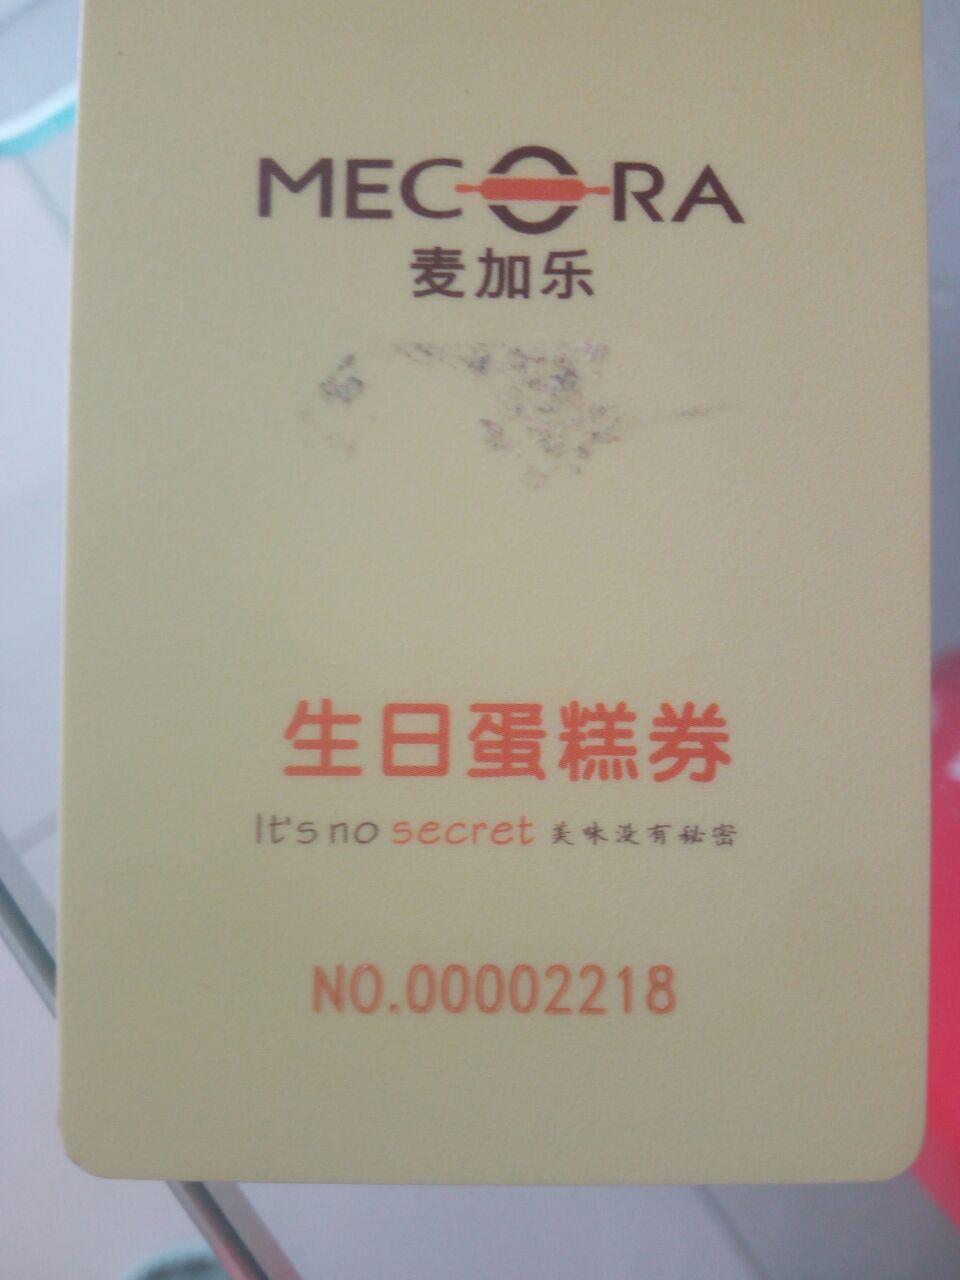 MECORA
麦加乐
生日蛋糕券
It's no secret 美味没有秘密
NO.00002218